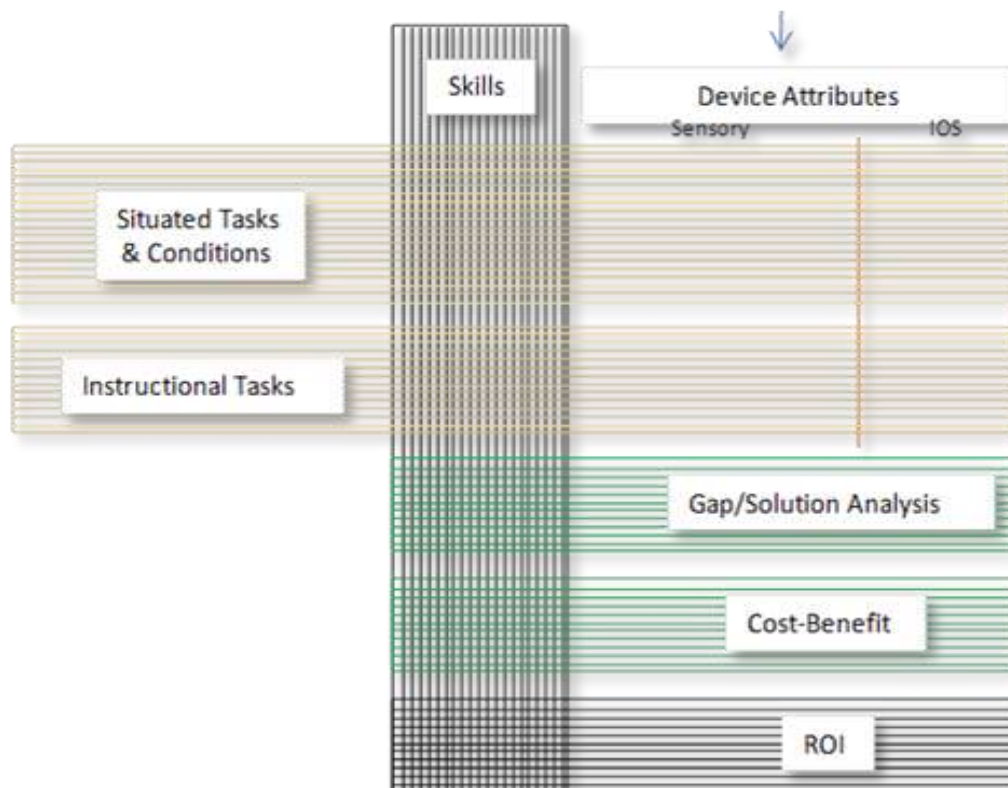 Skills
Device Attributes
Sensory IOS
Situated Tasks
& Conditions
Instructional Tasks
Gap/Solution Analysis
Cost-Benefit
ROI